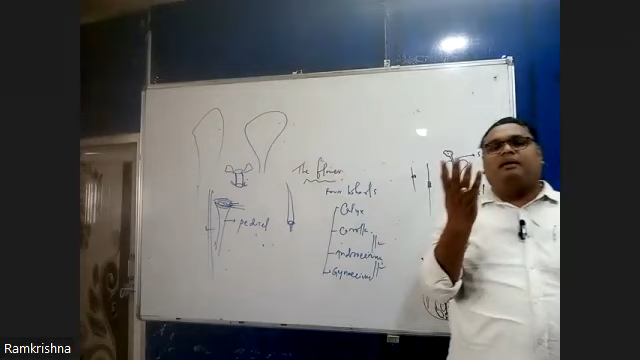 The flower
Four whorls
Calyx
Corolla
Androecium
Gynoecium
pedicel
Ramkrishna